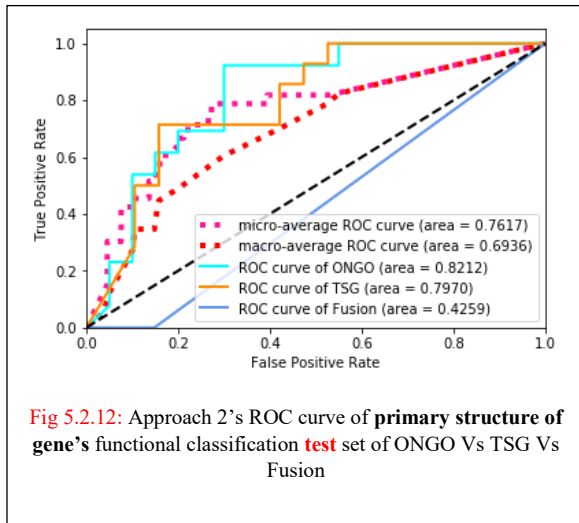 1.0
0.8
0.6
0.4
0.2
0.0
True Positive Rate
micro-average ROC curve (area = 0.7617)
macro-average ROC curve (area = 0.6936)
ROC curve of ONGO (area = 0.8212)
ROC curve of TSG (area = 0.7970)
ROC curve of Fusion (area = 0.4259)
0.0 0.2 0.4 0.6 0.8 1.0
False Positive Rate
Fig 5.2.12: Approach 2’s ROC curve of primary structure of
gene’s functional classification test set of ONGO Vs TSG Vs
Fusion